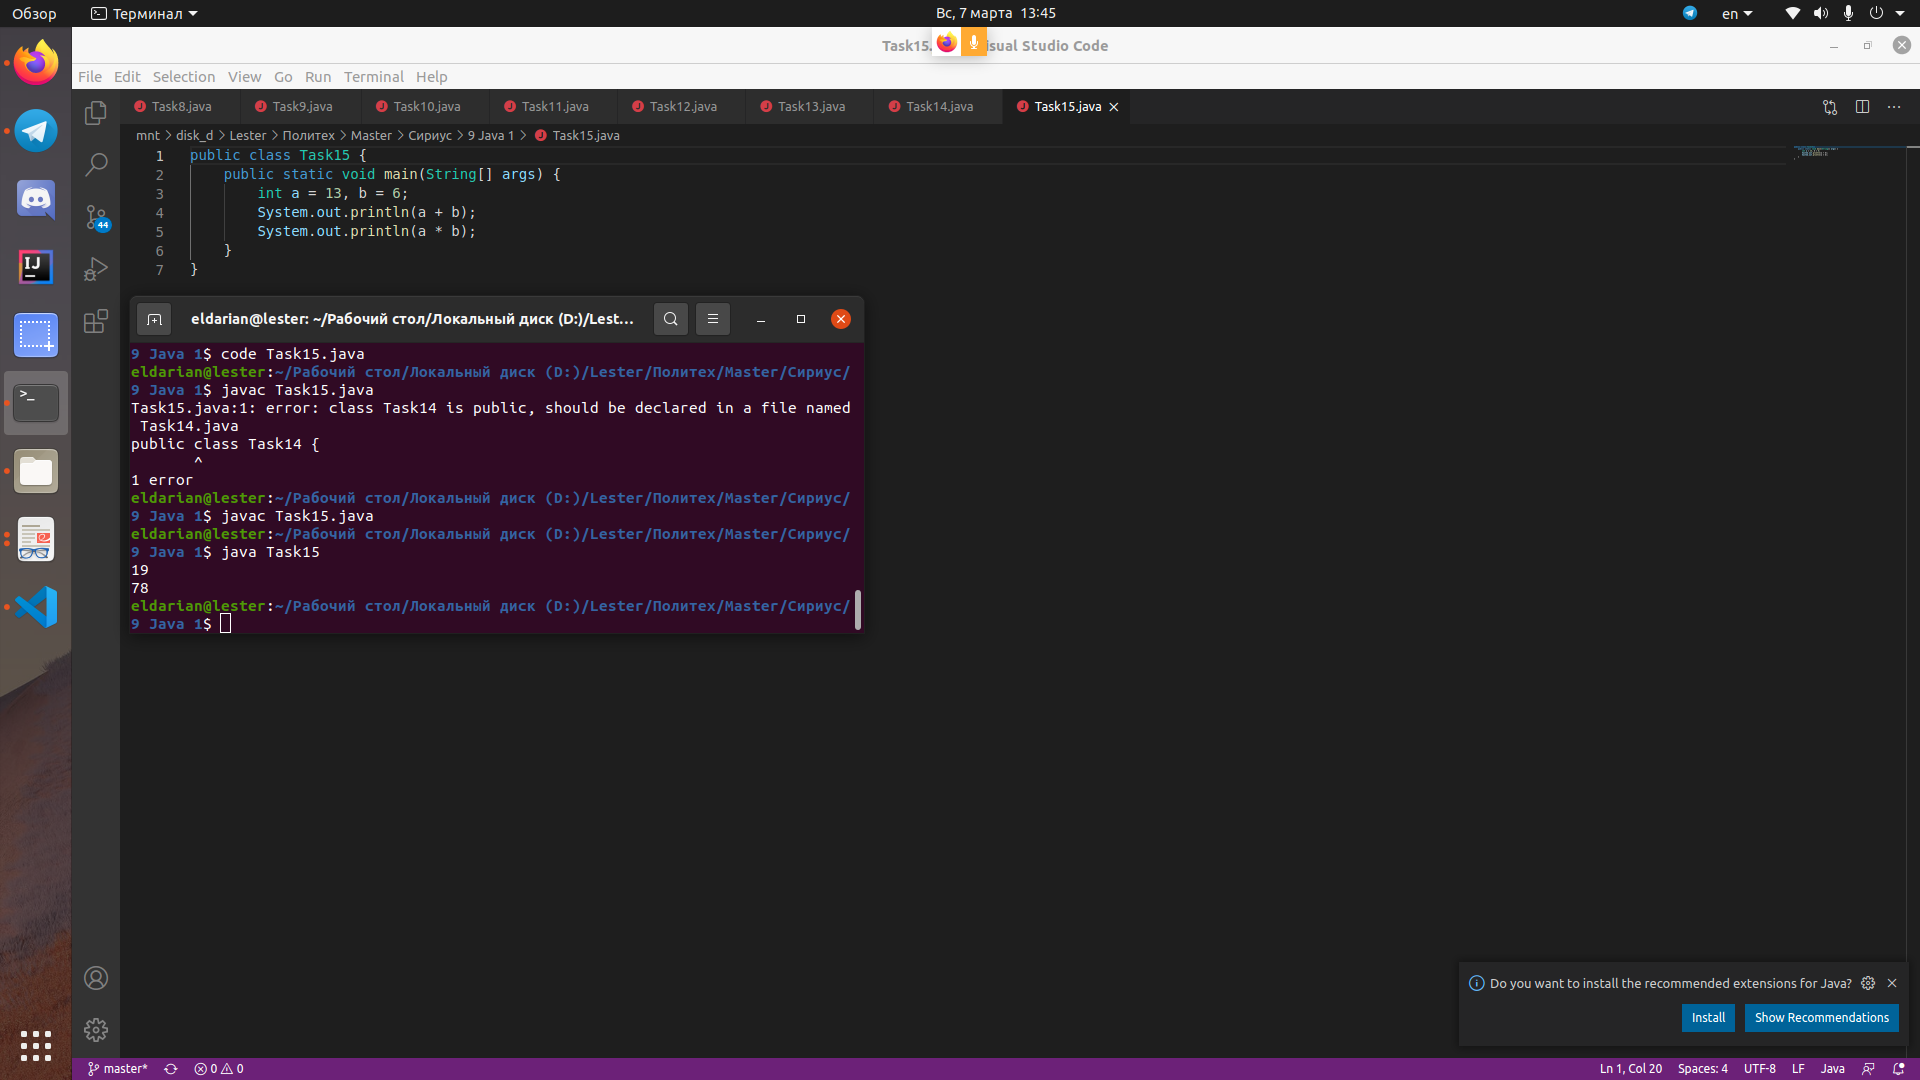 Обзор
Терминал
Вс, 7 марта 13:45
en
Task15.
isual Studio Code
File Edit Selection View Go Run Terminal Help
Task8.java Task9.java Task10.java Task11.java Task12.java Task13.java Task14.java Task15.java
mnt > disk_d > Lester > Политех > Master > Сириус > 9 Java 1 > Task15.java
1 public class Task15 {
2 public static void main(String[] args) {
3 int a = 13, b = 6;
4 System.out.println(a + b);
5 System.out.println(a * b);
6 }
7 }
44
IJ
eldarian@lester: ~/Рабочий стол/Локальный диск (D:)/Lest...
9 Java 1$ code Task15.java
eldarian@lester:~/Рабочий стол/Локальный диск (D:)/Lester/Политех/Master/Сириус/
9 Java 1$ javac Task15.java
Task15.java:1: error: class Task14 is public, should be declared in a file named
Task14.java
public class Task14 {
^
1 error
eldarian@lester:~/Рабочий стол/Локальный диск (D:)/Lester/Политех/Master/Сириус/
9 Java 1$ javac Task15.java
eldarian@lester:~/Рабочий стол/Локальный диск (D:)/Lester/Политех/Master/Сириус/
9 Java 1$ java Task15
19
78
eldarian@lester:~/Рабочий стол/Локальный диск (D:)/Lester/Политех/Master/Сириус/
9 Java 1$
Do you want to install the recommended extensions for Java?
Install
Show Recommendations
master* 0 0
Ln 1, Col 20 Spaces: 4 UTF-8 LF Java